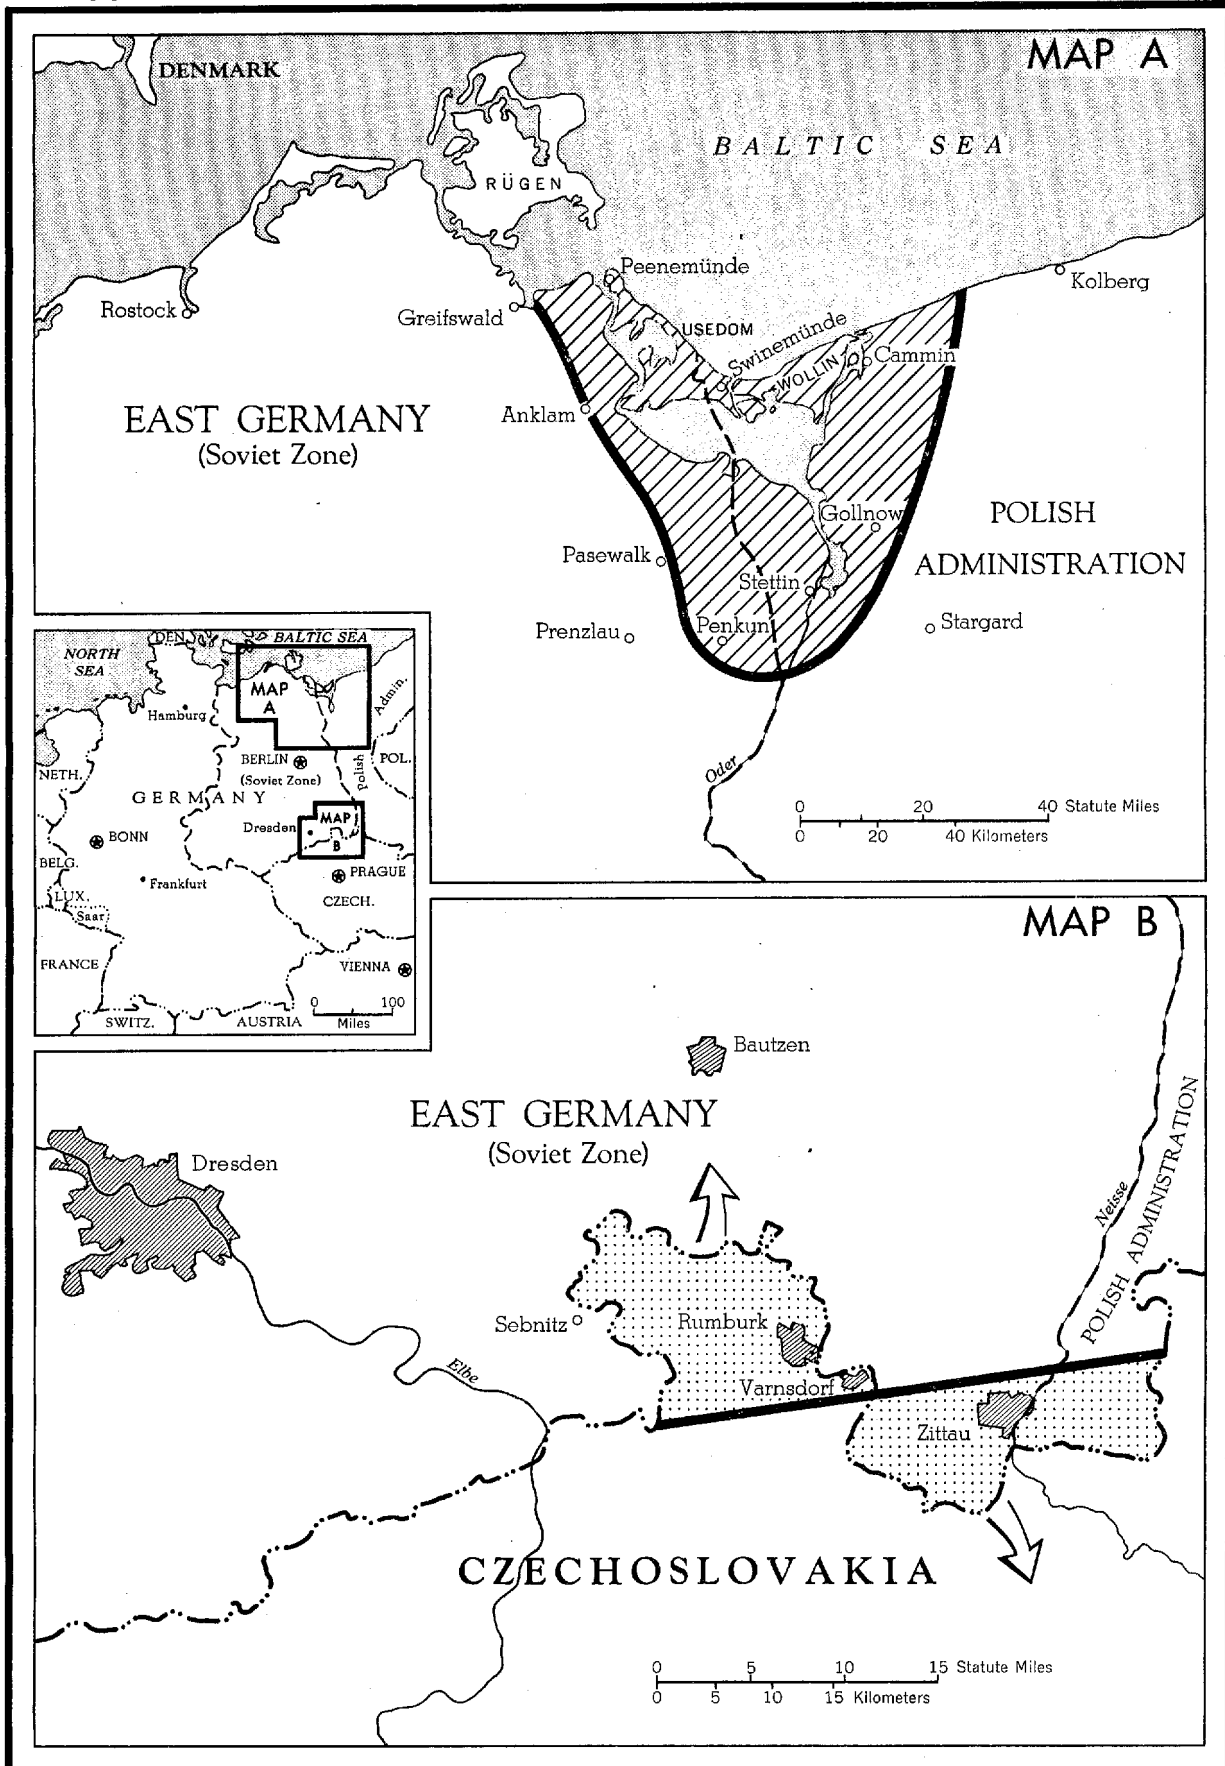 MAP A
DENMARK
BALTIC SEA
RÜGEN
Peenemünde
Kolberg
Rostock
Greifswald
USEDOM
Swinemünde
WOLLIN
Cammin
EAST GERMANY
(Soviet Zone)
Anklam
Gollnow
POLISH
ADMINISTRATION
Pasewalk
Stettin
Prenzlau
Penkun
Stargard
Oder
0 20 40 Statute Miles
0 20 40 Kilometers
NORTH
SEA
DEN.
BALTIC SEA
MAP
A
Hamburg
Admin.
BERLIN
(Soviet Zone)
Polish
POL.
NETH.
GERMANY
Dresden
MAP
B
BONN
BELG.
Frankfurt
PRAGUE
LUX.
CZECH.
Saar
FRANCE
VIENNA
0 100
Miles
SWITZ.
AUSTRIA
MAP B
Bautzen
EAST GERMANY
(Soviet Zone)
Dresden
Neisse
POLISH ADMINISTRATION
Sebnitz
Rumburk
Elbe
Varnsdorf
Zittau
CZECHOSLOVAKIA
0 5 10 15 Statute Miles
0 5 10 15 Kilometers